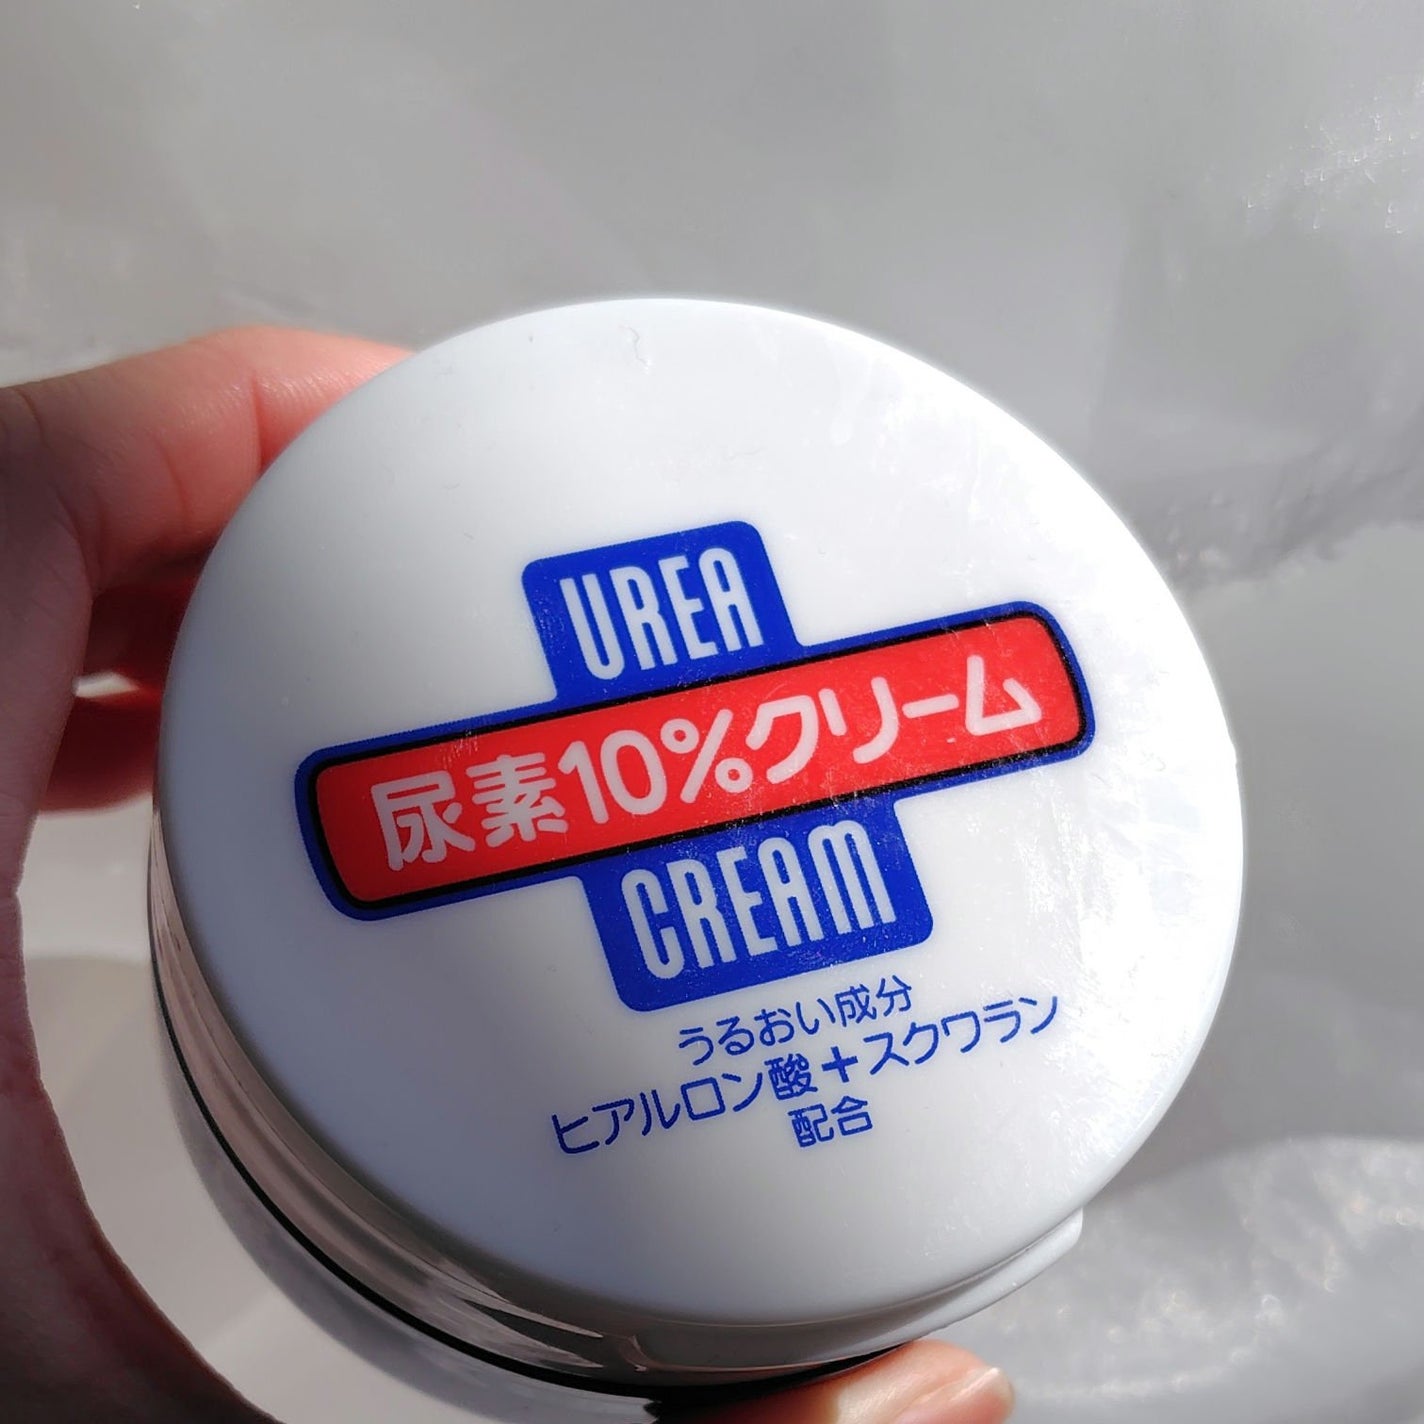 UREA
尿素10%クリーム
CREAM
うるおい成分
ヒアルロン酸+スクワラン
配合